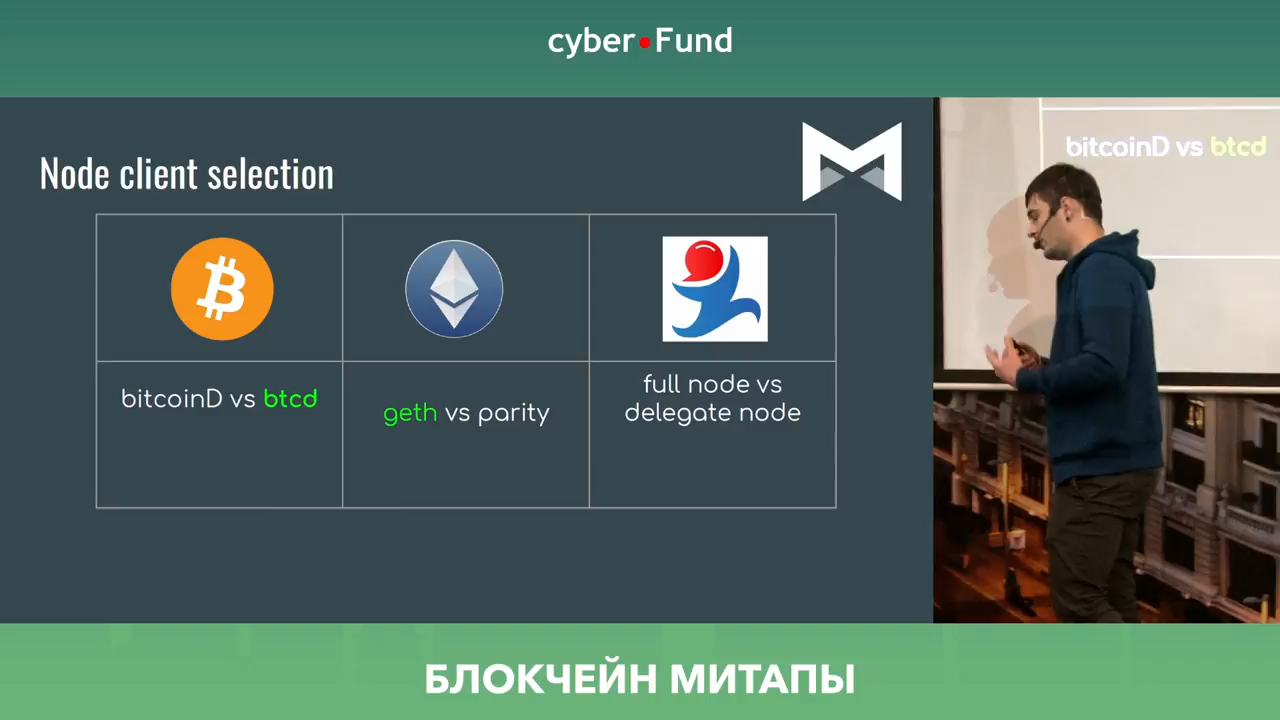 cyber•Fund
Node client selection
bitcoinD vs btcd
geth vs parity
full node vs
delegate node
bitcoinD vs btcd
БЛОКЧЕЙН МИТАПЫ